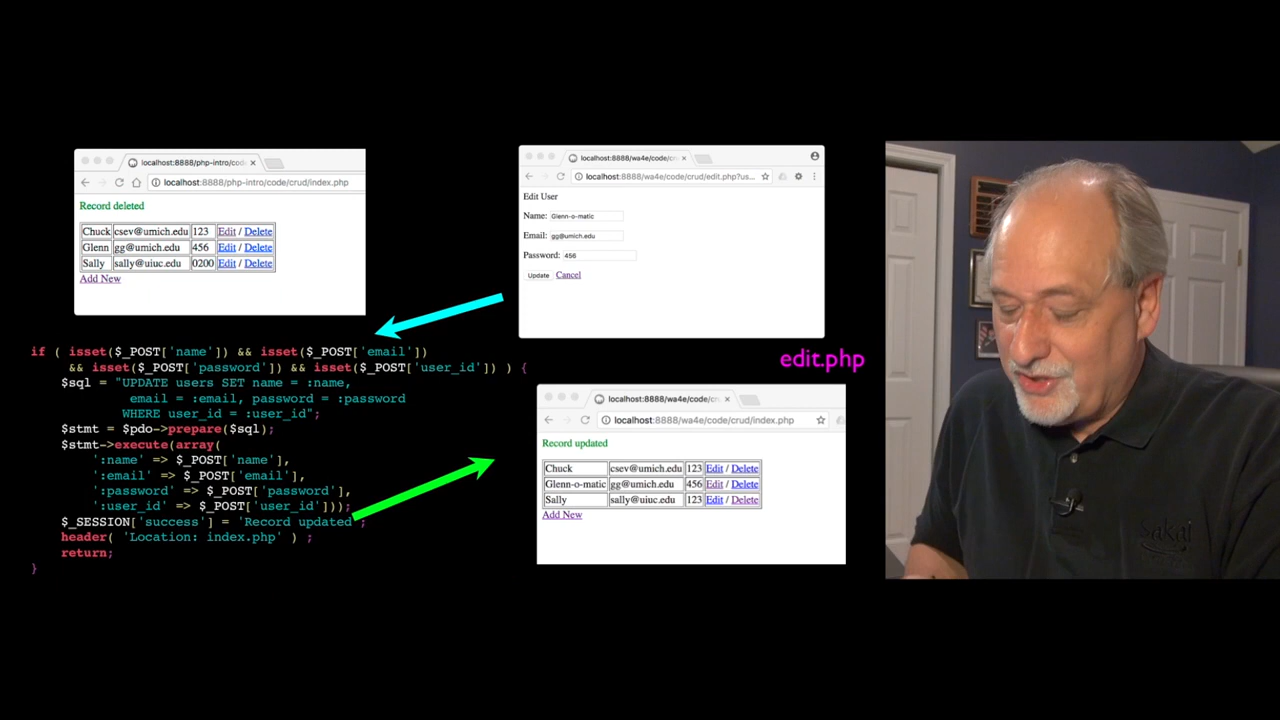 localhost:8888/php-intro/cod
localhost:8888/php-intro/code/crud/index.php
Record deleted
Chuck csev@umich.edu 123 Edit / Delete
Glenn gg@umich.edu 456 Edit / Delete
Sally sally@uiuc.edu 0200 Edit / Delete
Add New
localhost:8888/wa4e/code/cr
localhost:8888/wa4e/code/crud/edit.php?us...
Edit User
Name: Glenn-o-matic
Email: gg@umich.edu
Password: 456
Update Cancel
if ( isset($_POST['name']) && isset($_POST['email'])
&& isset($_POST['password']) && isset($_POST['user_id']) ) {
$sql = "UPDATE users SET name = :name,
email = :email, password = :password
WHERE user_id = :user_id";
$stmt = $pdo->prepare($sql);
$stmt->execute(array(
':name' => $_POST['name'],
':email' => $_POST['email'],
':password' => $_POST['password'],
':user_id' => $_POST['user_id']));
$_SESSION['success'] = 'Record updated';
header( 'Location: index.php' ) ;
return;
}
edit.php
localhost:8888/wa4e/code/cr
localhost:8888/wa4e/code/crud/index.php
Record updated
Chuck csev@umich.edu 123 Edit / Delete
Glenn-o-matic gg@umich.edu 456 Edit / Delete
Sally sally@uiuc.edu 123 Edit / Delete
Add New
Sakai